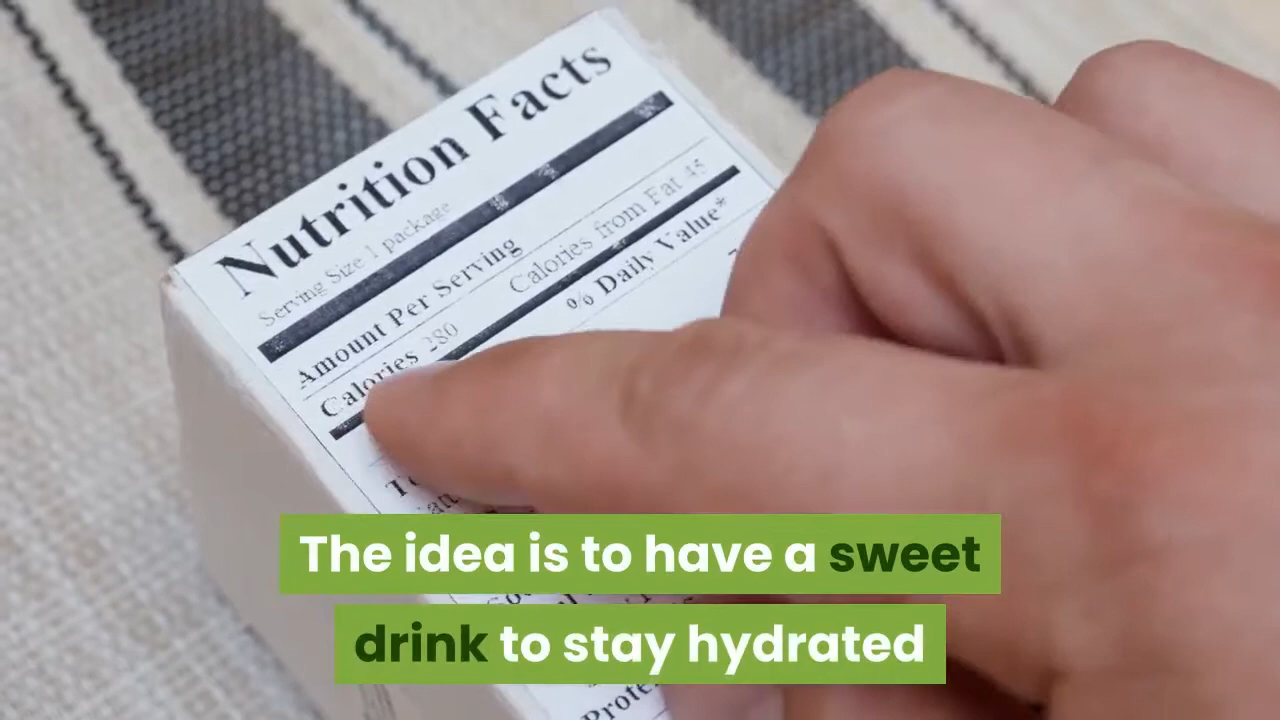 Nutrition Facts
Serving Size 1 package
Amount Per Serving
Calories 280 Calories from Fat 45
% Daily Value*
The idea is to have a sweet
drink to stay hydrated